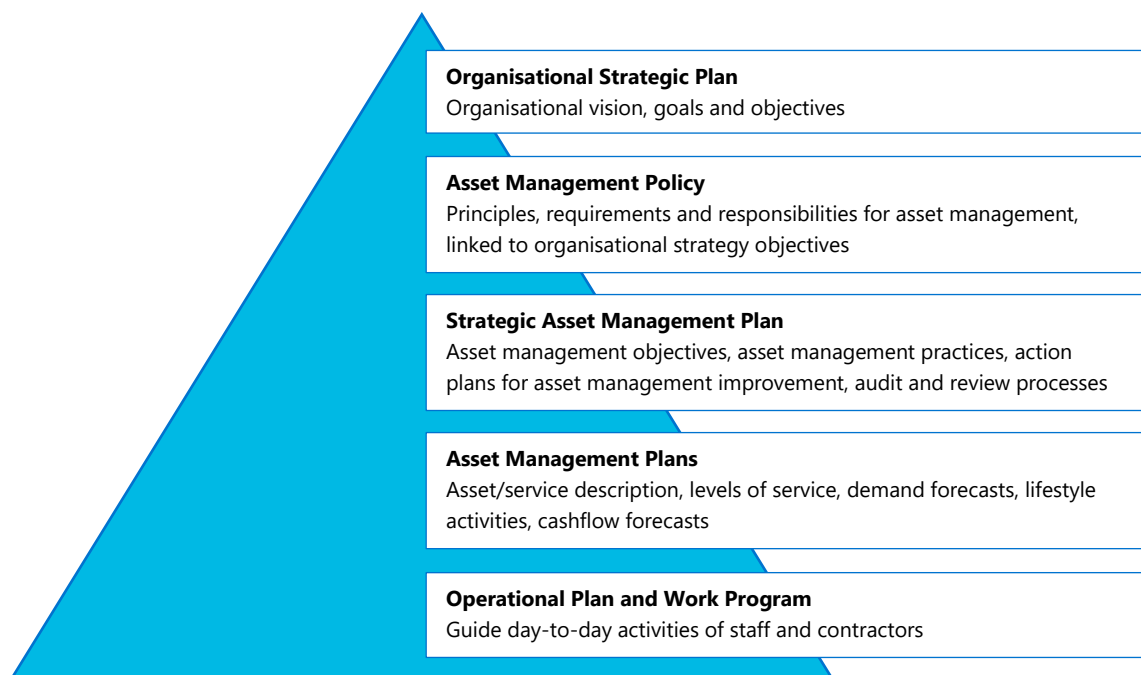 Organisational Strategic Plan
Organisational vision, goals and objectives
Asset Management Policy
Principles, requirements and responsibilities for asset management,
linked to organisational strategy objectives
Strategic Asset Management Plan
Asset management objectives, asset management practices, action
plans for asset management improvement, audit and review processes
Asset Management Plans
Asset/service description, levels of service, demand forecasts, lifestyle
activities, cashflow forecasts
Operational Plan and Work Program
Guide day-to-day activities of staff and contractors